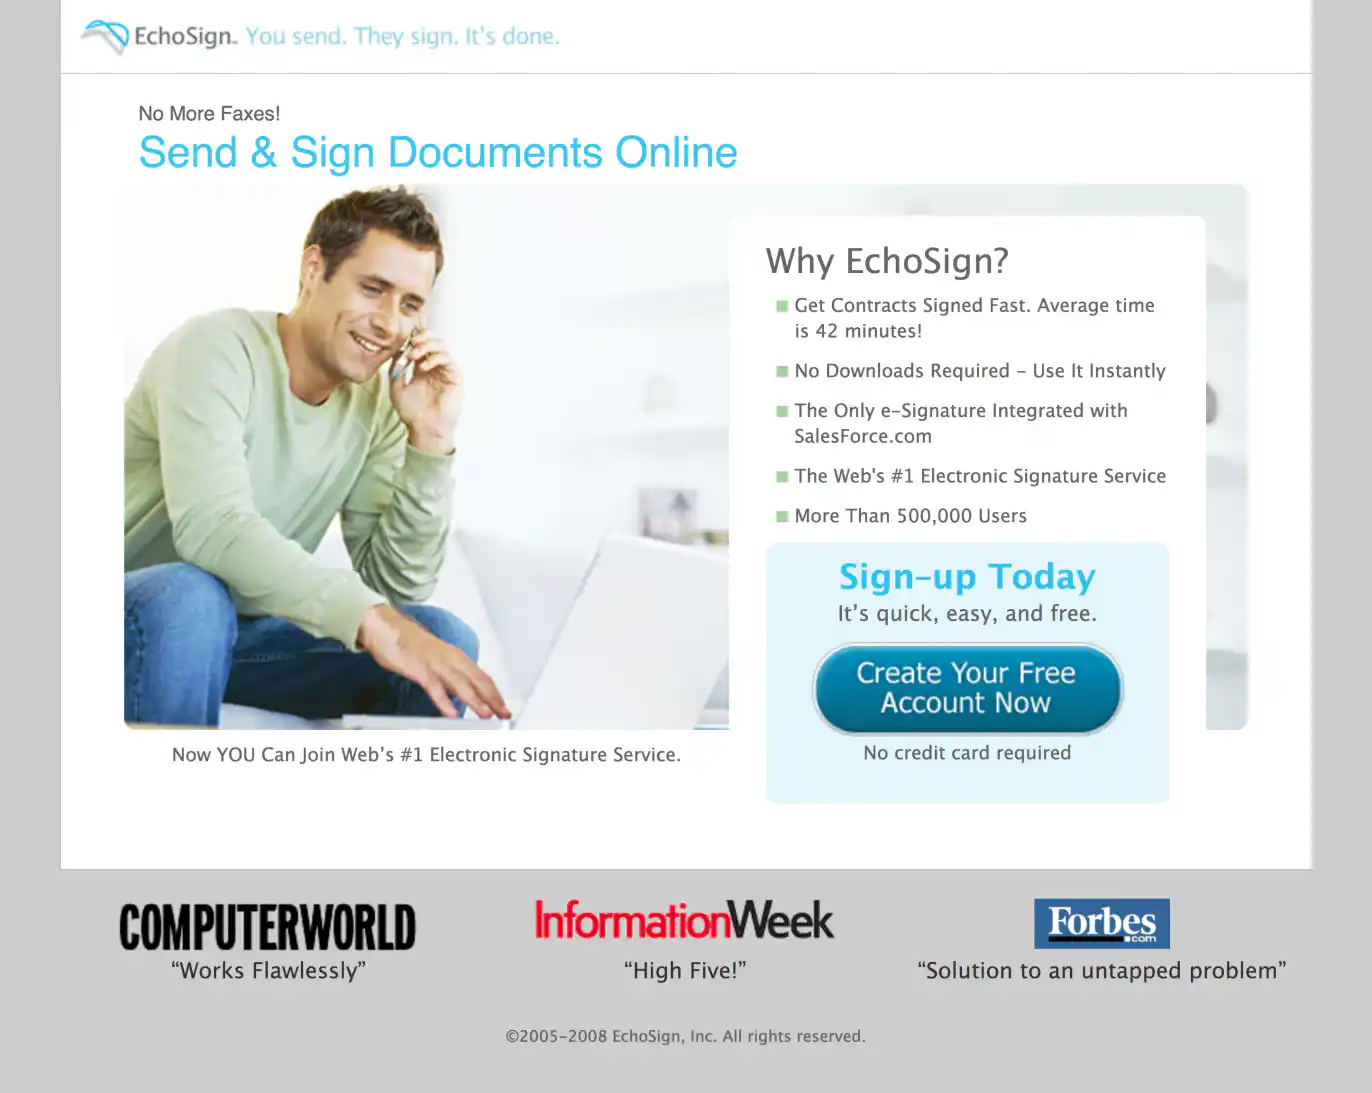 EchoSign™ You send. They sign. It's done.
No More Faxes!
Send & Sign Documents Online
Why EchoSign?
Get Contracts Signed Fast. Average time
is 42 minutes!
No Downloads Required – Use It Instantly
The Only e-Signature Integrated with
SalesForce.com
The Web's #1 Electronic Signature Service
More Than 500,000 Users
Sign-up Today
It's quick, easy, and free.
Create Your Free
Account Now
No credit card required
Now YOU Can Join Web's #1 Electronic Signature Service.
COMPUTERWORLD
“Works Flawlessly”
InformationWeek
“High Five!”
Forbes
.com
“Solution to an untapped problem”
©2005-2008 EchoSign, Inc. All rights reserved.